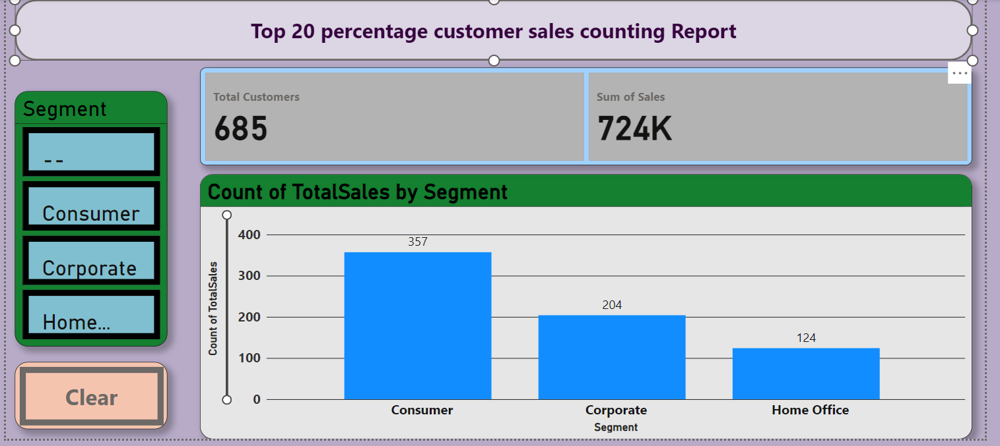 Top 20 percentage customer sales counting Report
Segment
--
Consumer
Corporate
Home...
Clear
Total Customers
685
Sum of Sales
724K
...
Count of TotalSales by Segment
Count of TotalSales
400
300
200
100
0
357
204
124
Consumer
Corporate
Home Office
Segment